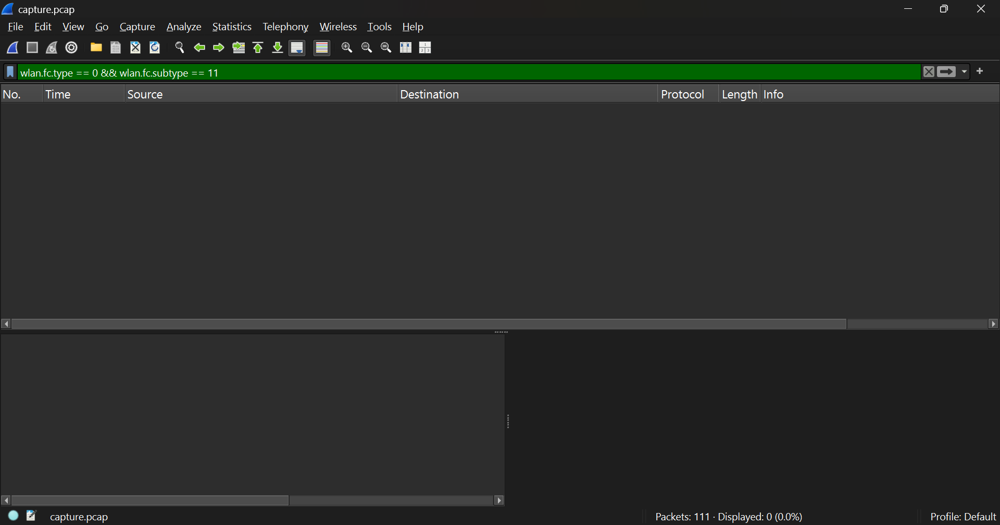 capture.pcap
File Edit View Go Capture Analyze Statistics Telephony Wireless Tools Help
wlan.fc.type == 0 && wlan.fc.subtype == 11
No. Time Source Destination Protocol Length Info
capture.pcap Packets: 111 · Displayed: 0 (0.0%) Profile: Default